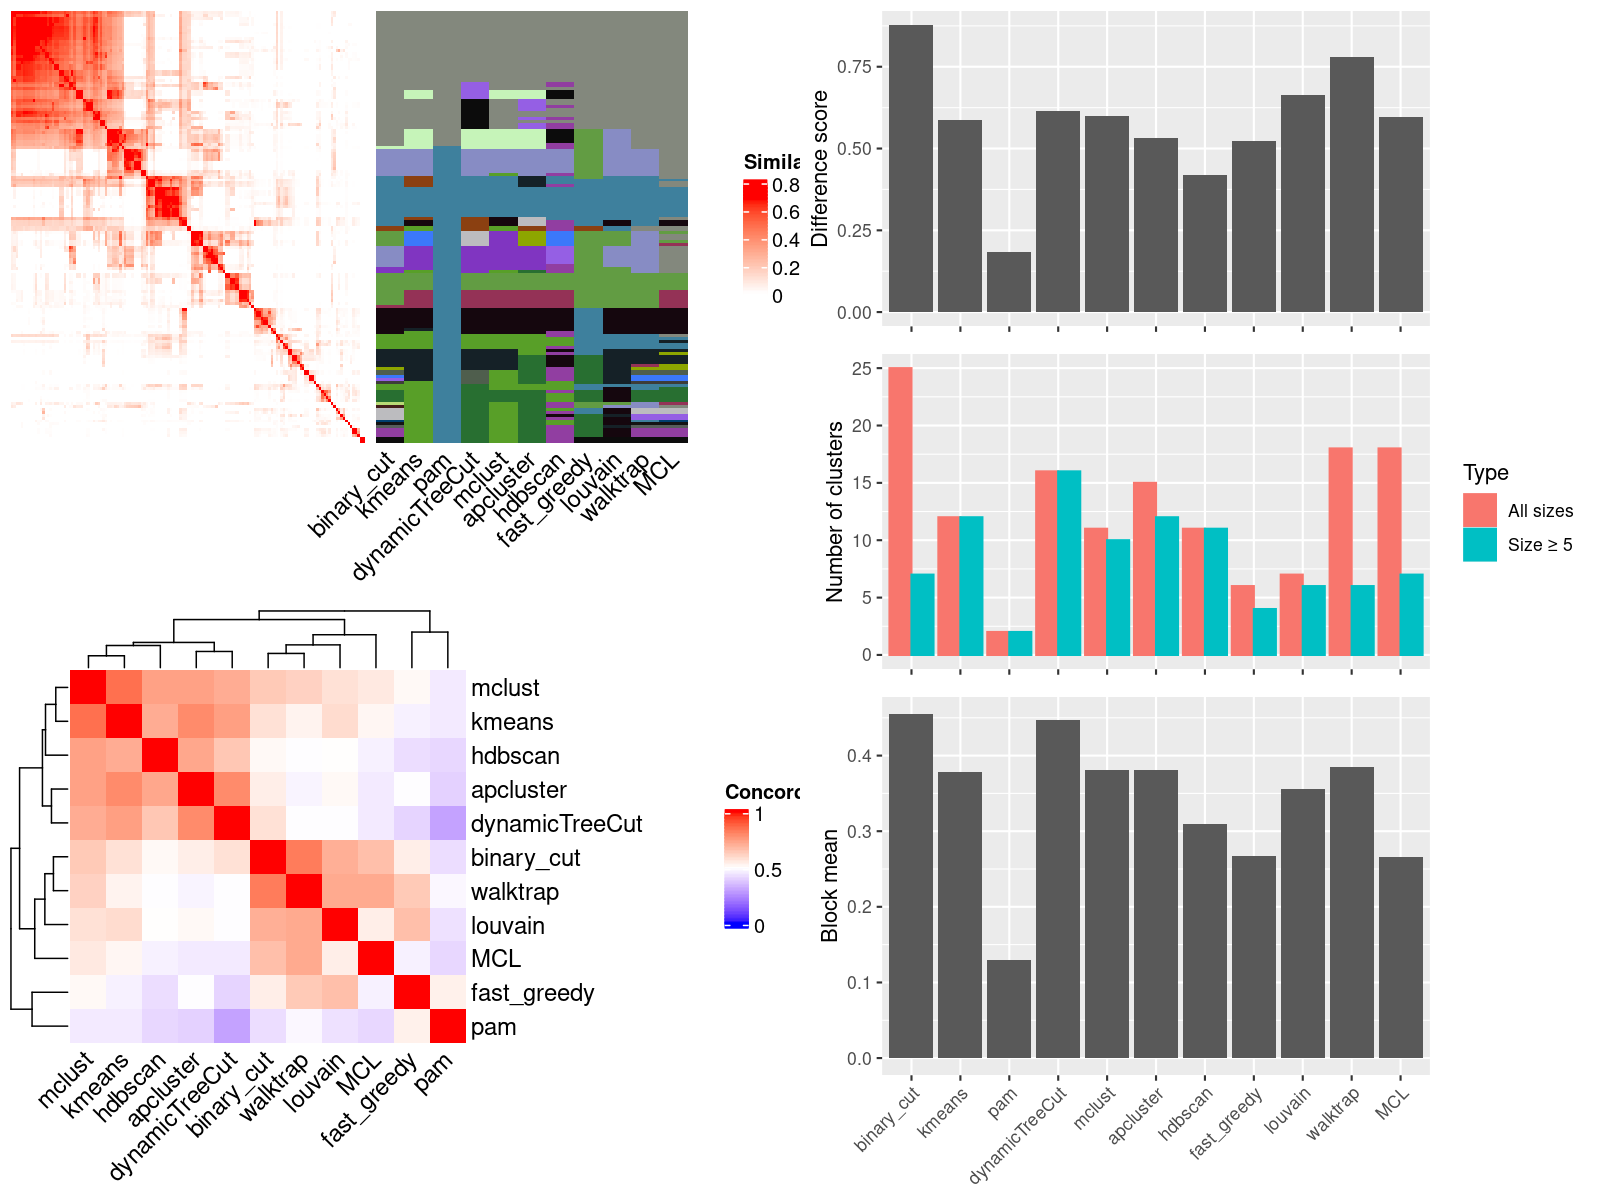 Simila
0.8
0.6
0.4
0.2
0
binary_cut
kmeans
pam
dynamicTreeCut
mclust
apcluster
hdbscan
fast_greedy
louvain
walktrap
MCL
mclust
kmeans
hdbscan
apcluster
dynamicTreeCut
binary_cut
walktrap
louvain
MCL
fast_greedy
pam
mclust
kmeans
hdbscan
apcluster
dynamicTreeCut
binary_cut
walktrap
louvain
MCL
fast_greedy
pam
Concord
1
0.5
0
Difference score
0.75
0.50
0.25
0.00
Number of clusters
25
20
15
10
5
0
Type
All sizes
Size ≥ 5
Block mean
0.4
0.3
0.2
0.1
0.0
binary_cut
kmeans
pam
dynamicTreeCut
mclust
apcluster
hdbscan
fast_greedy
louvain
walktrap
MCL